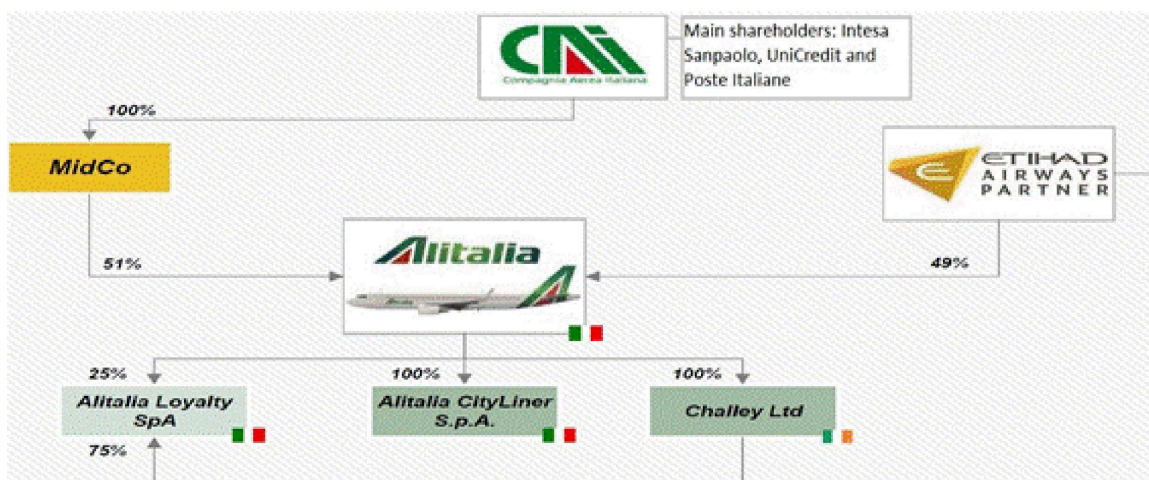 CAI
Compagnia Aerea Italiana
Main shareholders: Intesa
Sanpaolo, UniCredit and
Poste Italiane
100%
MidCo
ETIHAD
AIRWAYS
PARTNER
Alitalia
51%
49%
25%
100%
100%
Alitalia Loyalty
SpA
Alitalia CityLiner
S.p.A.
Challey Ltd
75%